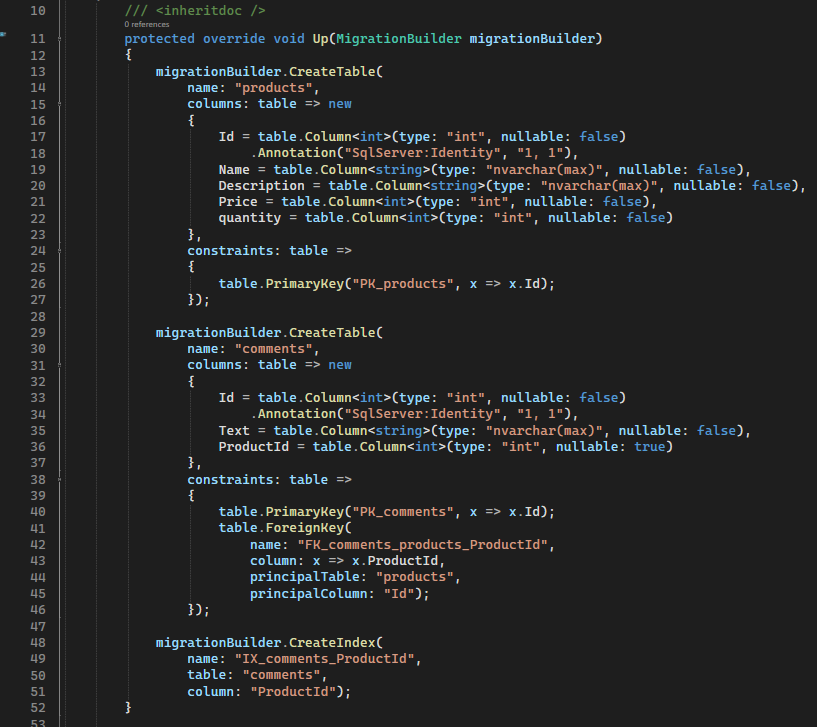 10 /// <inheritdoc />
0 references
11 protected override void Up(MigrationBuilder migrationBuilder)
12 {
13 migrationBuilder.CreateTable(
14 name: "products",
15 columns: table => new
16 {
17 Id = table.Column<int>(type: "int", nullable: false)
18 .Annotation("SqlServer:Identity", "1, 1"),
19 Name = table.Column<string>(type: "nvarchar(max)", nullable: false),
20 Description = table.Column<string>(type: "nvarchar(max)", nullable: false),
21 Price = table.Column<int>(type: "int", nullable: false),
22 quantity = table.Column<int>(type: "int", nullable: false)
23 },
24 constraints: table =>
25 {
26 table.PrimaryKey("PK_products", x => x.Id);
27 });
28
29 migrationBuilder.CreateTable(
30 name: "comments",
31 columns: table => new
32 {
33 Id = table.Column<int>(type: "int", nullable: false)
34 .Annotation("SqlServer:Identity", "1, 1"),
35 Text = table.Column<string>(type: "nvarchar(max)", nullable: false),
36 ProductId = table.Column<int>(type: "int", nullable: true)
37 },
38 constraints: table =>
39 {
40 table.PrimaryKey("PK_comments", x => x.Id);
41 table.ForeignKey(
42 name: "FK_comments_products_ProductId",
43 column: x => x.ProductId,
44 principalTable: "products",
45 principalColumn: "Id");
46 });
47
48 migrationBuilder.CreateIndex(
49 name: "IX_comments_ProductId",
50 table: "comments",
51 column: "ProductId");
52 }
53